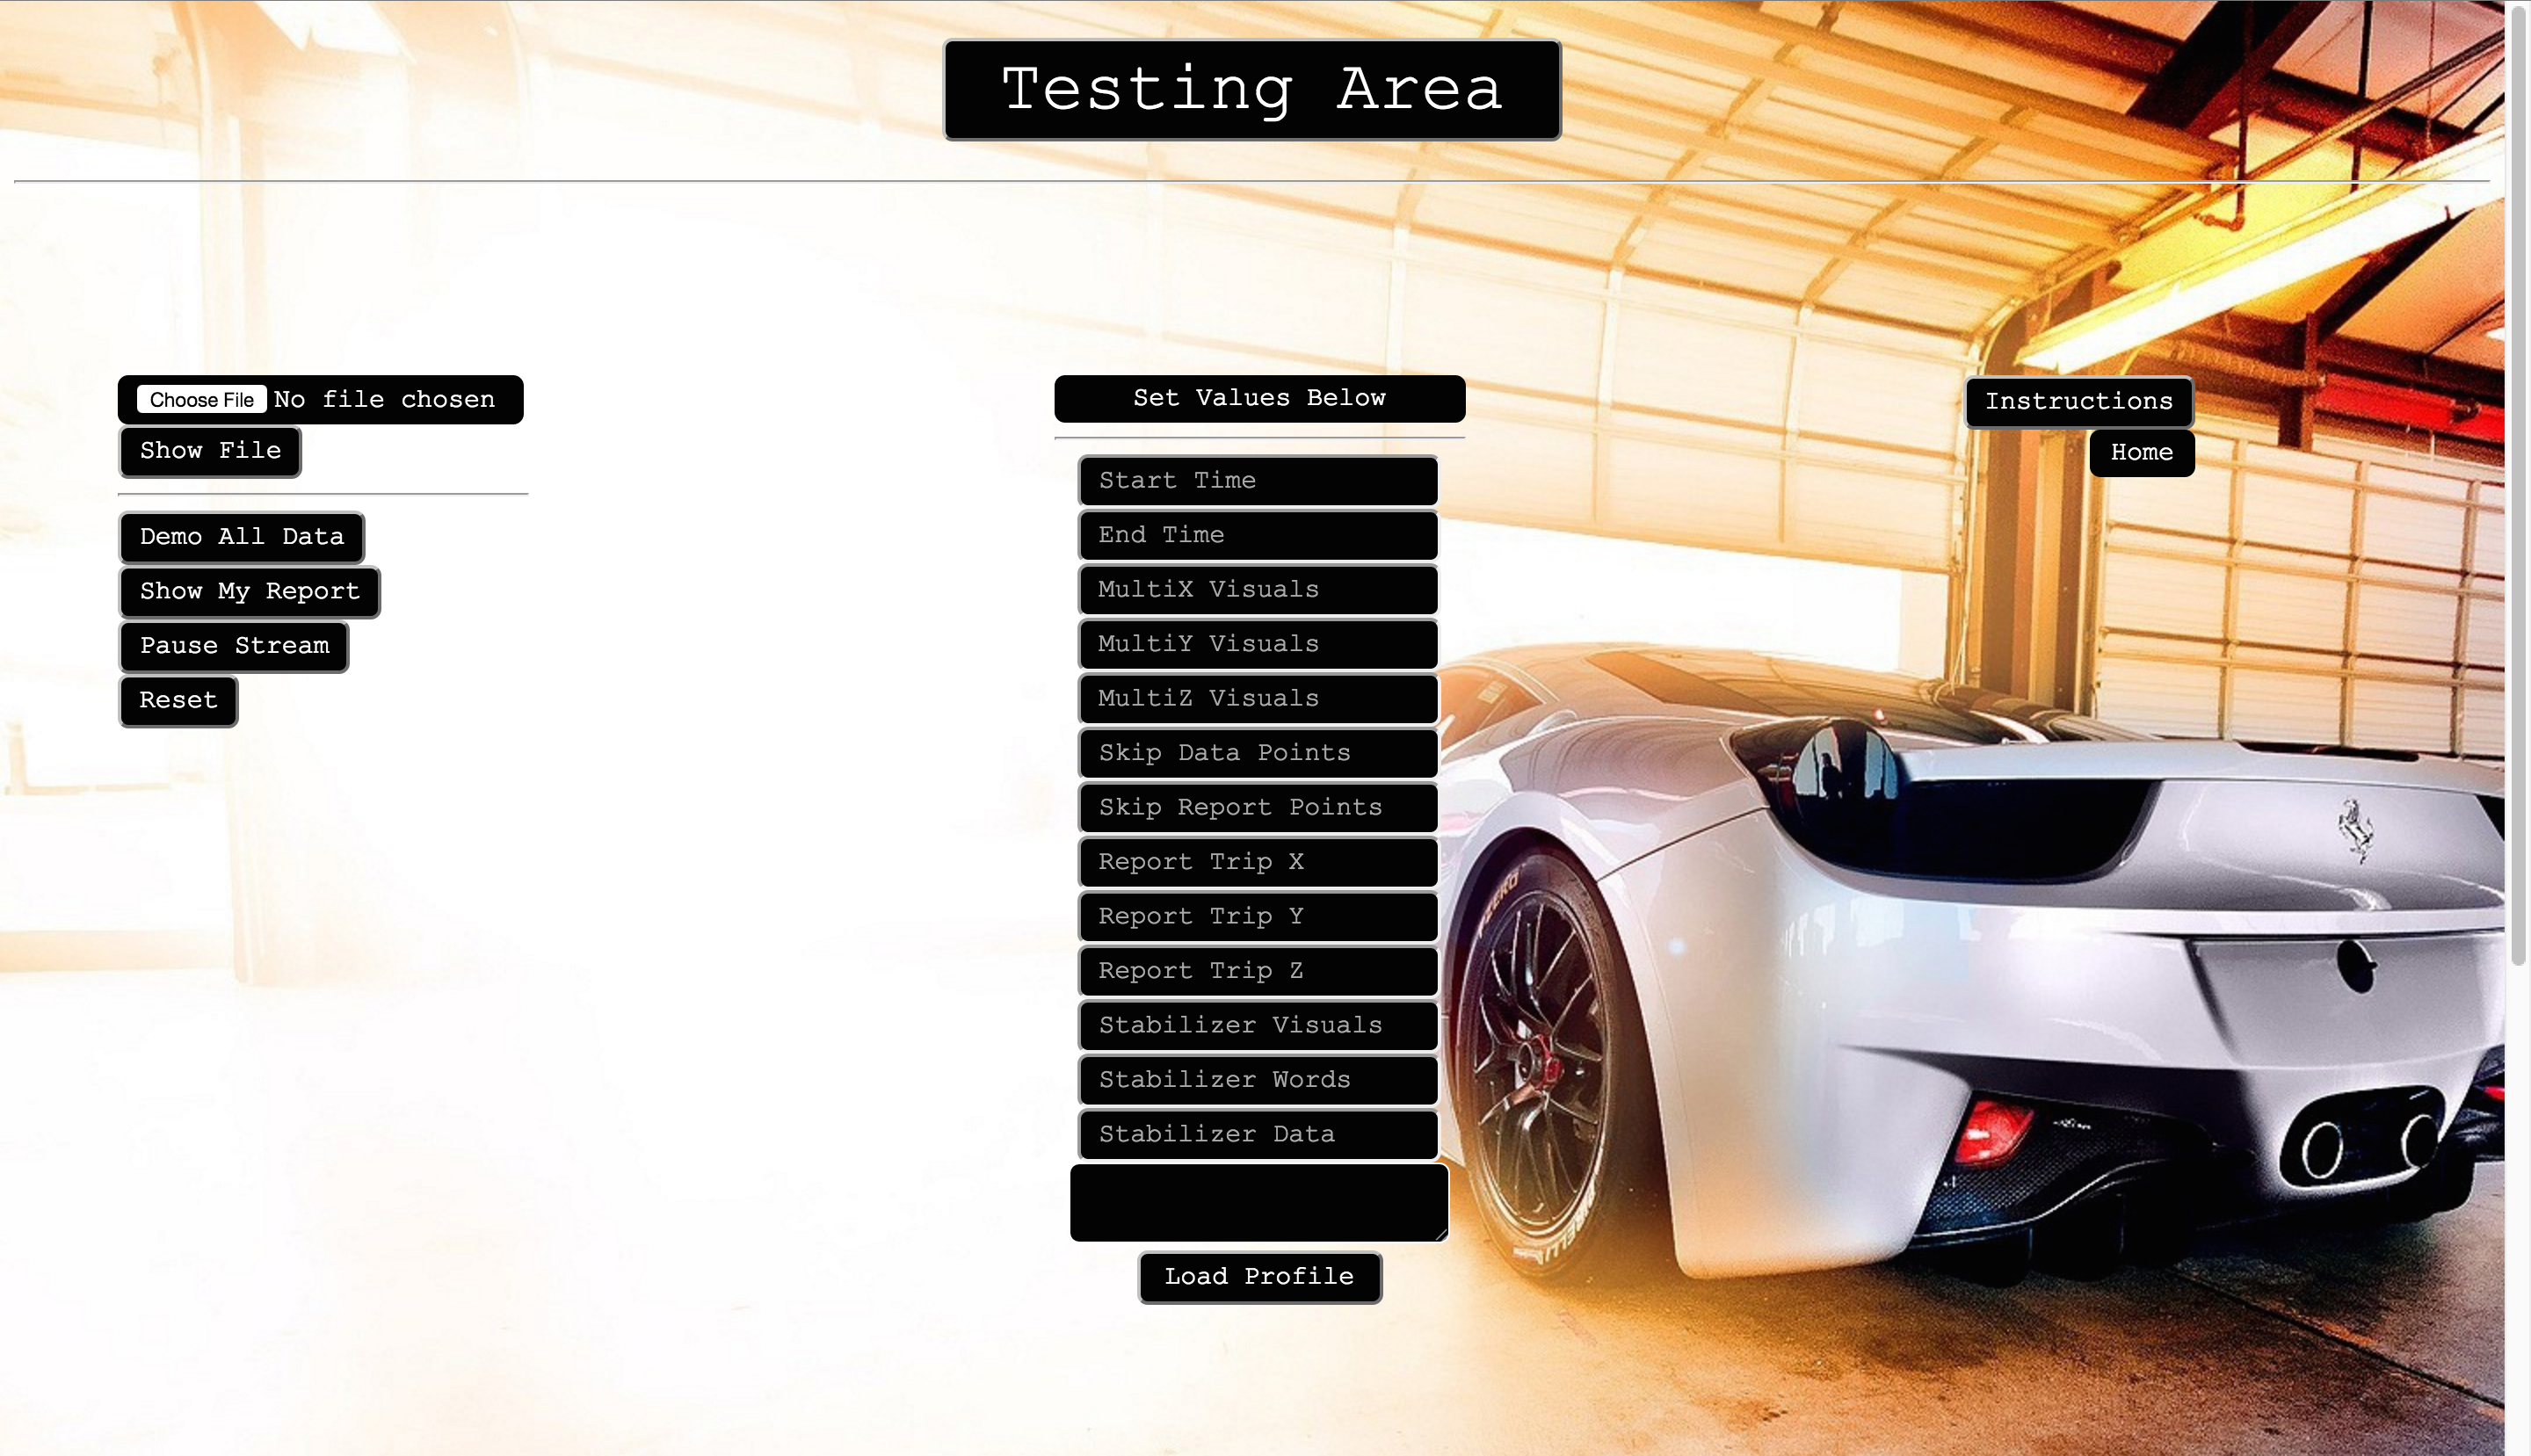 Testing Area
Choose File No file chosen
Show File
Demo All Data
Show My Report
Pause Stream
Reset
Set Values Below
Start Time
End Time
MultiX Visuals
MultiY Visuals
MultiZ Visuals
Skip Data Points
Skip Report Points
Report Trip X
Report Trip Y
Report Trip Z
Stabilizer Visuals
Stabilizer Words
Stabilizer Data
Load Profile
Instructions
Home
ZERO
PIRELLI